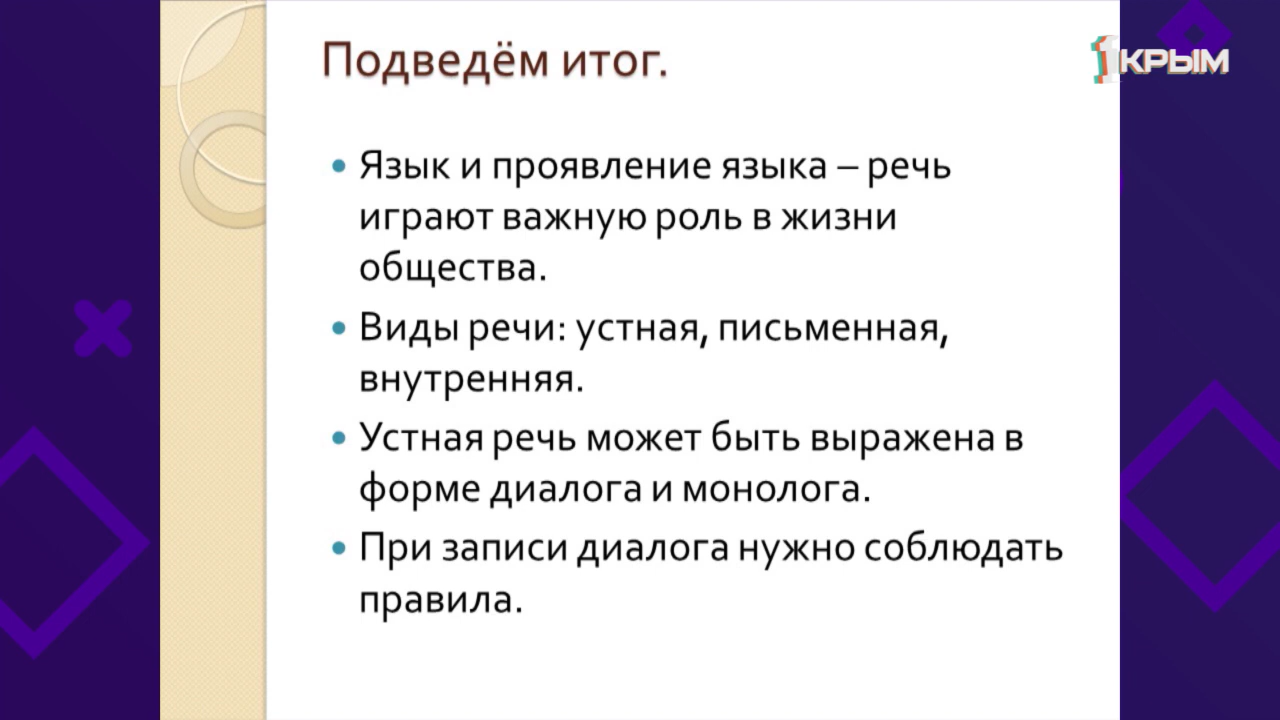 Подведём итог.
1КРЫМ
• Язык и проявление языка – речь
играют важную роль в жизни
общества.
• Виды речи: устная, письменная,
внутренняя.
• Устная речь может быть выражена в
форме диалога и монолога.
• При записи диалога нужно соблюдать
правила.